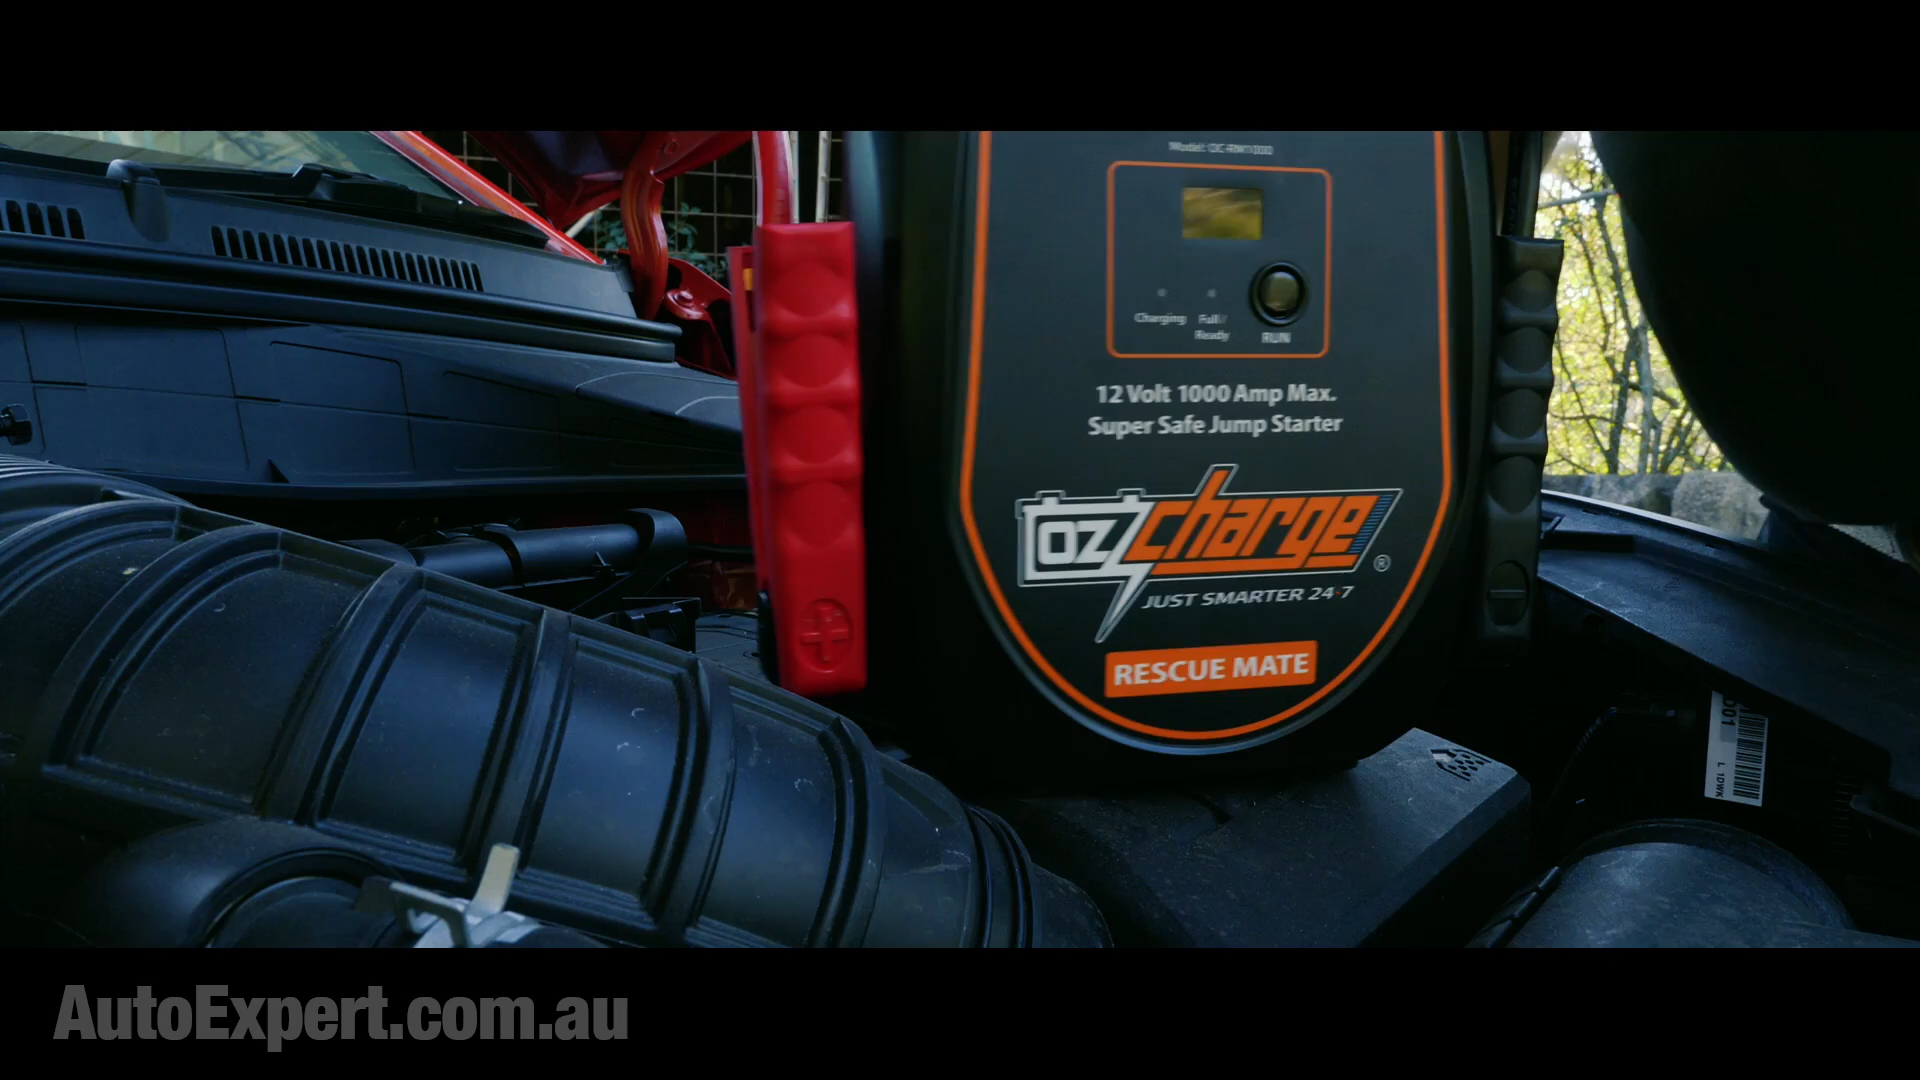 12 Volt 1000 Amp Max.
Super Safe Jump Starter
Charging
Full/
Ready
RUN
OZ charge
®
JUST SMARTER 24-7
RESCUE MATE
L 1DWK
AutoExpert.com.au